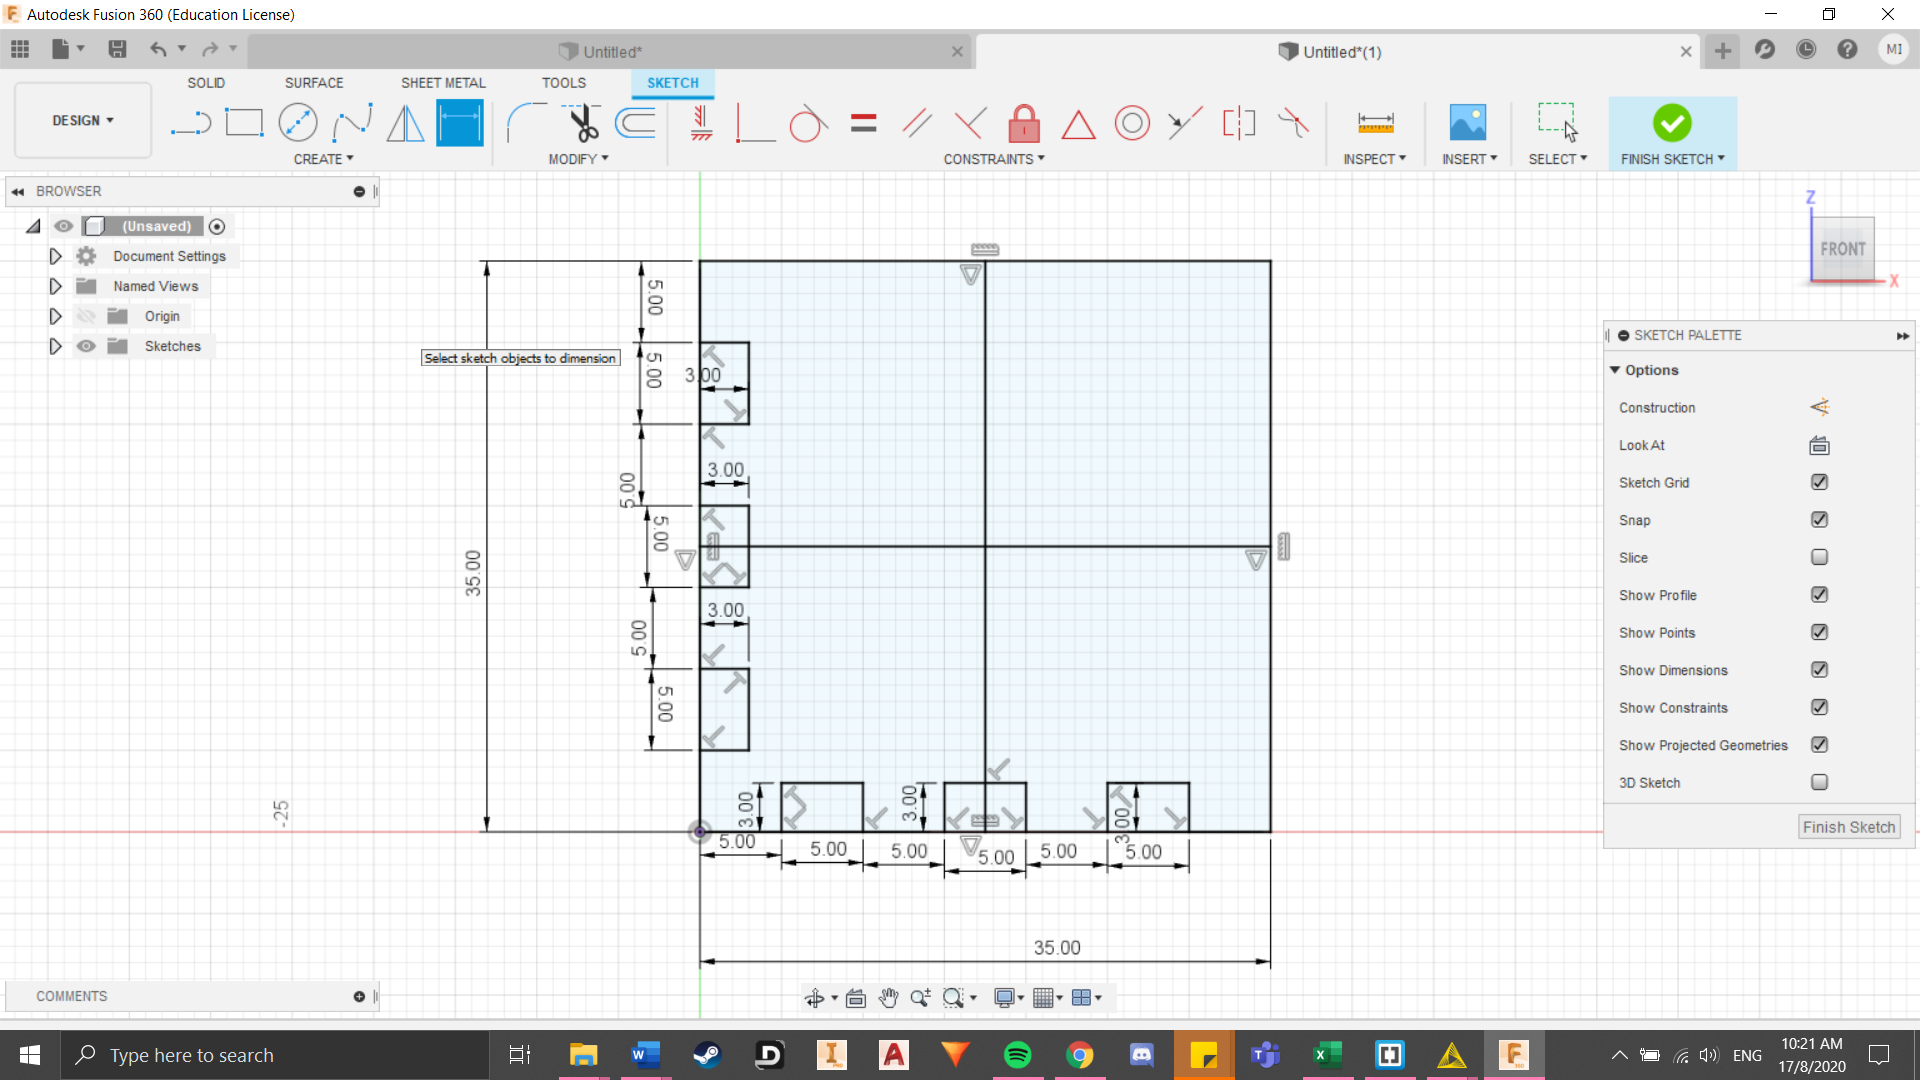 Autodesk Fusion 360 (Education License)
Untitled*
Untitled*(1)
MI
SOLID
SURFACE
SHEET METAL
TOOLS
SKETCH
DESIGN
CREATE
MODIFY
CONSTRAINTS
INSPECT
INSERT
SELECT
FINISH SKETCH
BROWSER
(Unsaved)
Document Settings
Named Views
Origin
Sketches
Z
FRONT
X
Select sketch objects to dimension
5.00
5.00
3.00
3.00
5.00
5.00
35.00
3.00
5.00
5.00
-25
3.00
3.00
3.00
5.00
5.00
5.00
5.00
5.00
5.00
35.00
SKETCH PALETTE
Options
Construction
Look At
Sketch Grid
Snap
Slice
Show Profile
Show Points
Show Dimensions
Show Constraints
Show Projected Geometries
3D Sketch
Finish Sketch
COMMENTS
Type here to search
ENG
10:21 AM
17/8/2020